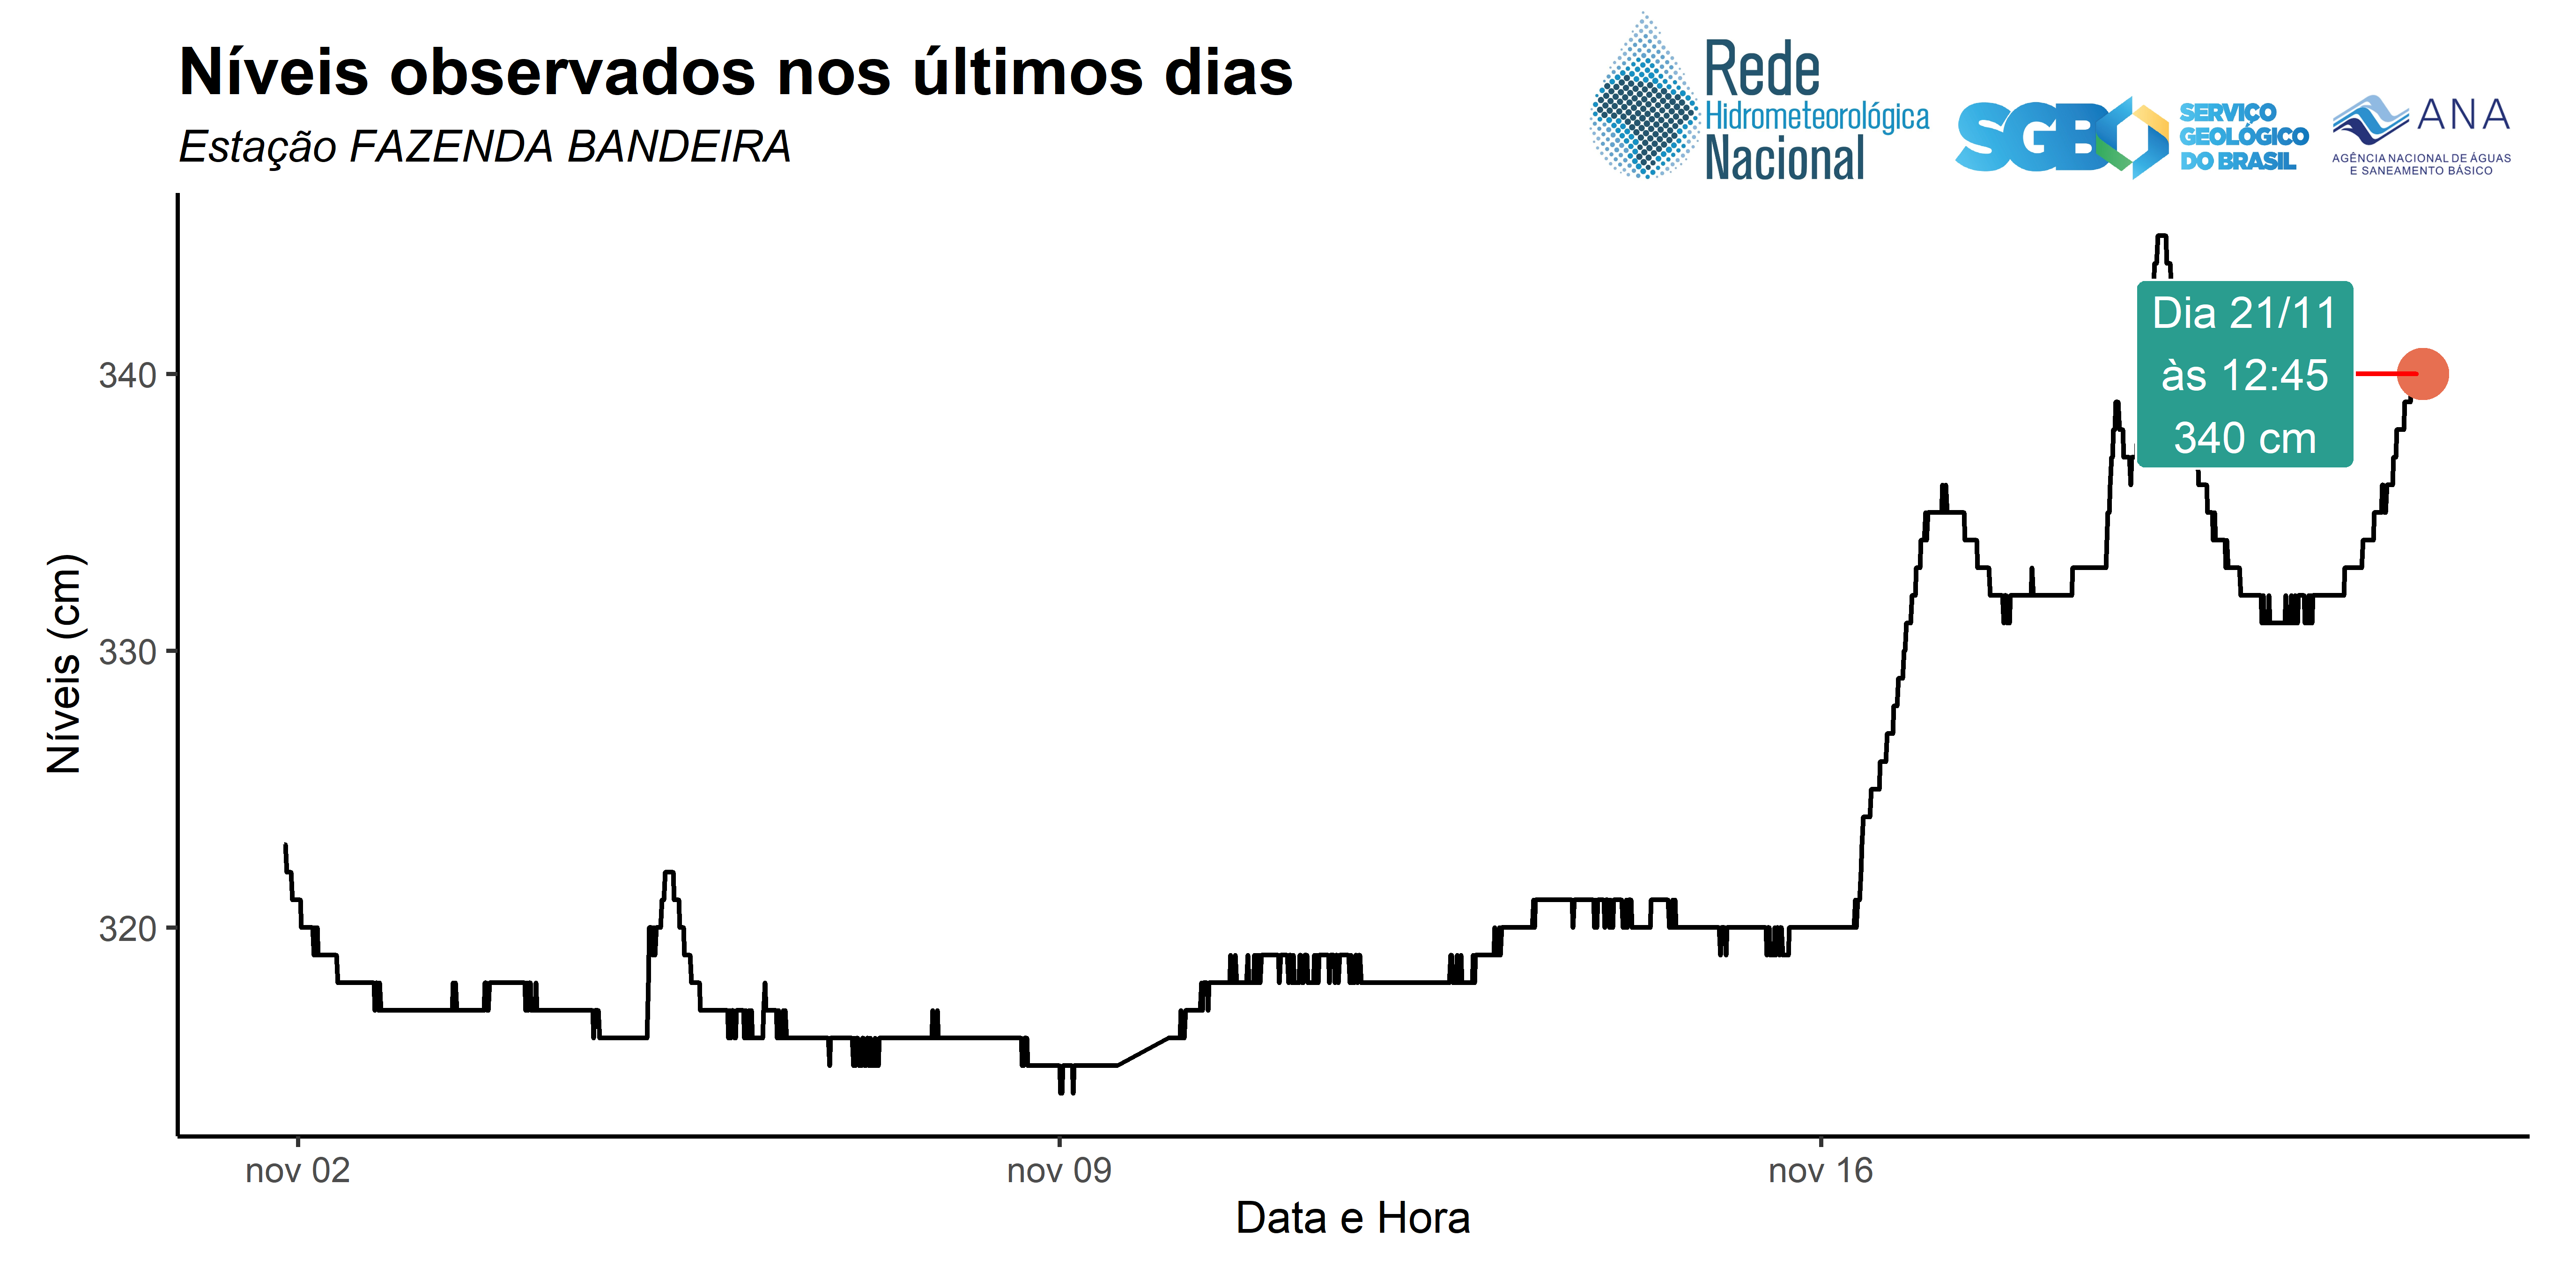 Níveis observados nos últimos dias
Estação FAZENDA BANDEIRA
Rede
Hidrometeorológica
Nacional
SGB
SERVIÇO
GEOLÓGICO
DO BRASIL
ANA
AGÊNCIA NACIONAL DE ÁGUAS
E SANEAMENTO BÁSICO
Níveis (cm)
340
330
320
Dia 21/11
às 12:45
340 cm
nov 02
nov 09
nov 16
Data e Hora